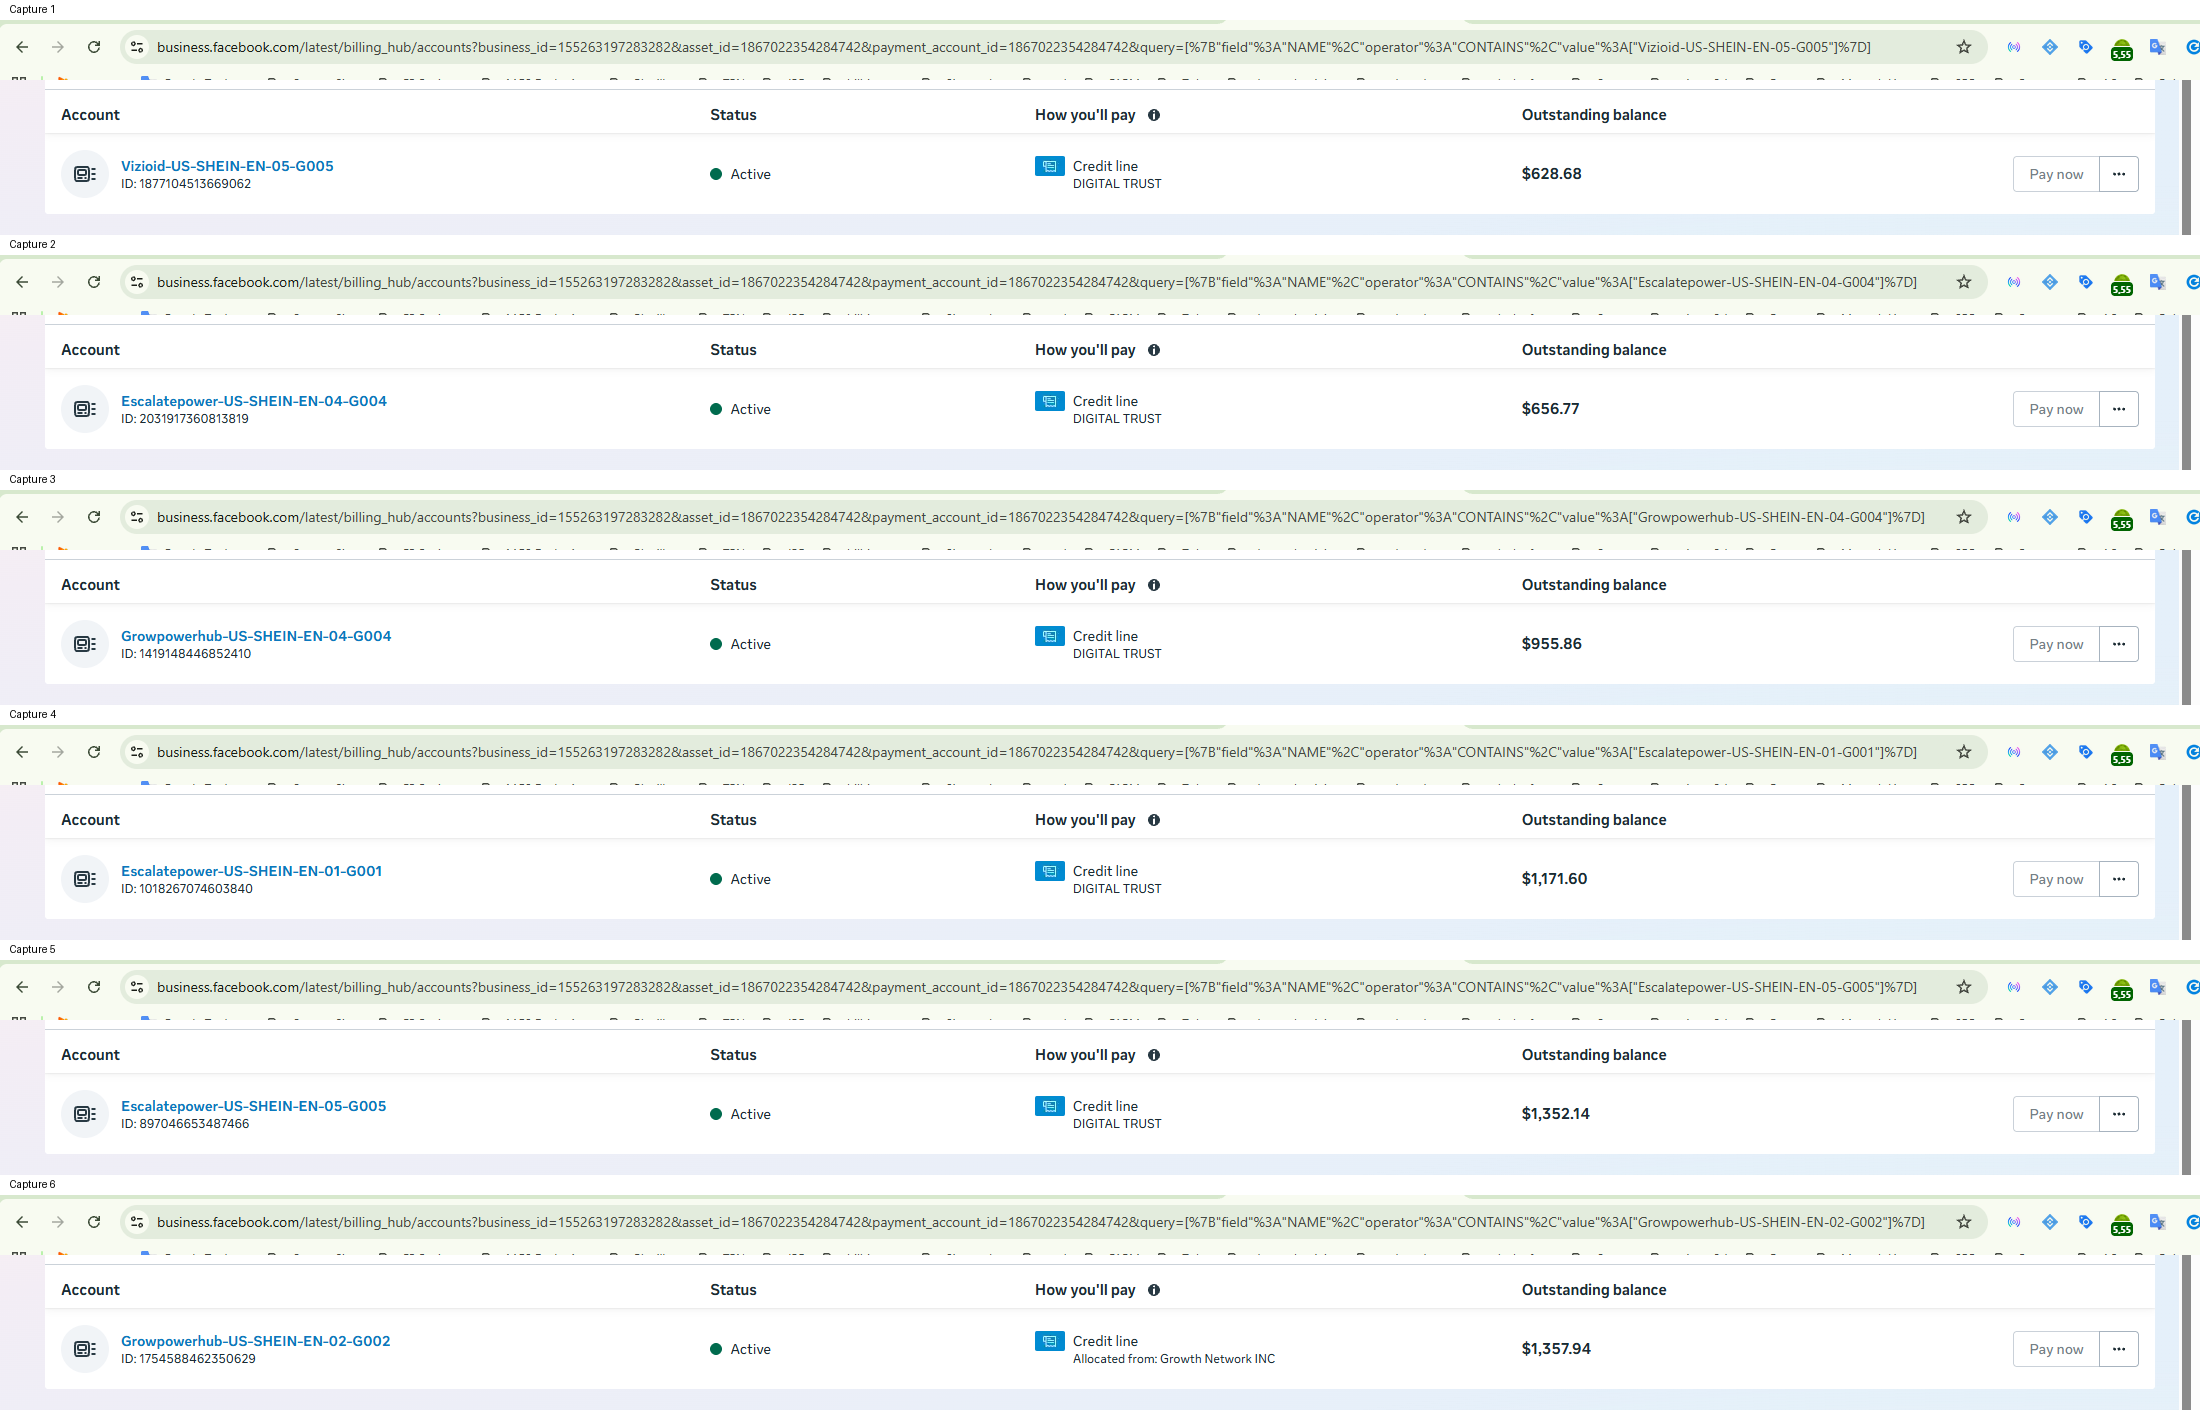 Capture 1
business.facebook.com/latest/billing_hub/accounts?business_id=155263197283282&asset_id=1867022354284742&payment_account_id=1867022354284742&query=[%7B"field"%3A"NAME"%2C"operator"%3A"CONTAINS"%2C"value"%3A["Vizioid-US-SHEIN-EN-05-G005"]%7D]
5,55
Account Status How you'll pay Outstanding balance
Vizioid-US-SHEIN-EN-05-G005
ID: 1877104513669062
Active
Credit line
DIGITAL TRUST
$628.68
Pay now
Capture 2
business.facebook.com/latest/billing_hub/accounts?business_id=155263197283282&asset_id=1867022354284742&payment_account_id=1867022354284742&query=[%7B"field"%3A"NAME"%2C"operator"%3A"CONTAINS"%2C"value"%3A["Escalatepower-US-SHEIN-EN-04-G004"]%7D]
5,55
Account Status How you'll pay Outstanding balance
Escalatepower-US-SHEIN-EN-04-G004
ID: 2031917360813819
Active
Credit line
DIGITAL TRUST
$656.77
Pay now
Capture 3
business.facebook.com/latest/billing_hub/accounts?business_id=155263197283282&asset_id=1867022354284742&payment_account_id=1867022354284742&query=[%7B"field"%3A"NAME"%2C"operator"%3A"CONTAINS"%2C"value"%3A["Growpowerhub-US-SHEIN-EN-04-G004"]%7D]
5,55
Account Status How you'll pay Outstanding balance
Growpowerhub-US-SHEIN-EN-04-G004
ID: 1419148446852410
Active
Credit line
DIGITAL TRUST
$955.86
Pay now
Capture 4
business.facebook.com/latest/billing_hub/accounts?business_id=155263197283282&asset_id=1867022354284742&payment_account_id=1867022354284742&query=[%7B"field"%3A"NAME"%2C"operator"%3A"CONTAINS"%2C"value"%3A["Escalatepower-US-SHEIN-EN-01-G001"]%7D]
5,55
Account Status How you'll pay Outstanding balance
Escalatepower-US-SHEIN-EN-01-G001
ID: 1018267074603840
Active
Credit line
DIGITAL TRUST
$1,171.60
Pay now
Capture 5
business.facebook.com/latest/billing_hub/accounts?business_id=155263197283282&asset_id=1867022354284742&payment_account_id=1867022354284742&query=[%7B"field"%3A"NAME"%2C"operator"%3A"CONTAINS"%2C"value"%3A["Escalatepower-US-SHEIN-EN-05-G005"]%7D]
5,55
Account Status How you'll pay Outstanding balance
Escalatepower-US-SHEIN-EN-05-G005
ID: 897046653487466
Active
Credit line
DIGITAL TRUST
$1,352.14
Pay now
Capture 6
business.facebook.com/latest/billing_hub/accounts?business_id=155263197283282&asset_id=1867022354284742&payment_account_id=1867022354284742&query=[%7B"field"%3A"NAME"%2C"operator"%3A"CONTAINS"%2C"value"%3A["Growpowerhub-US-SHEIN-EN-02-G002"]%7D]
5,55
Account Status How you'll pay Outstanding balance
Growpowerhub-US-SHEIN-EN-02-G002
ID: 1754588462350629
Active
Credit line
Allocated from: Growth Network INC
$1,357.94
Pay now